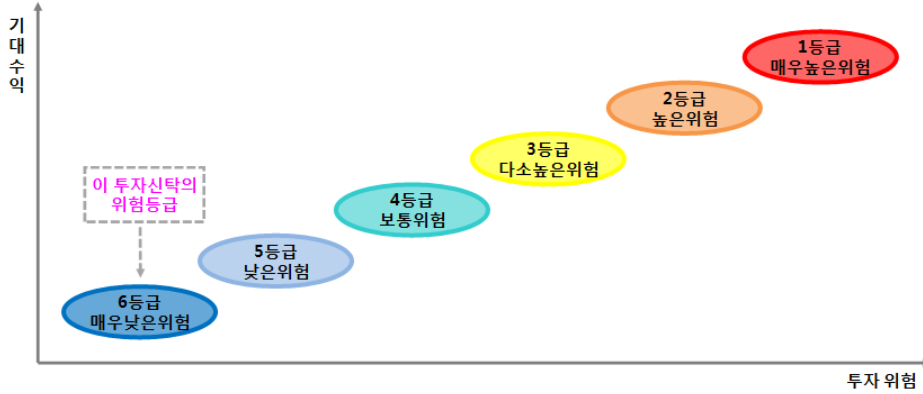 기대수익
1등급
매우높은위험
2등급
높은위험
3등급
다소높은위험
이 투자신탁의
위험등급
4등급
보통위험
5등급
낮은위험
6등급
매우낮은위험
투자 위험